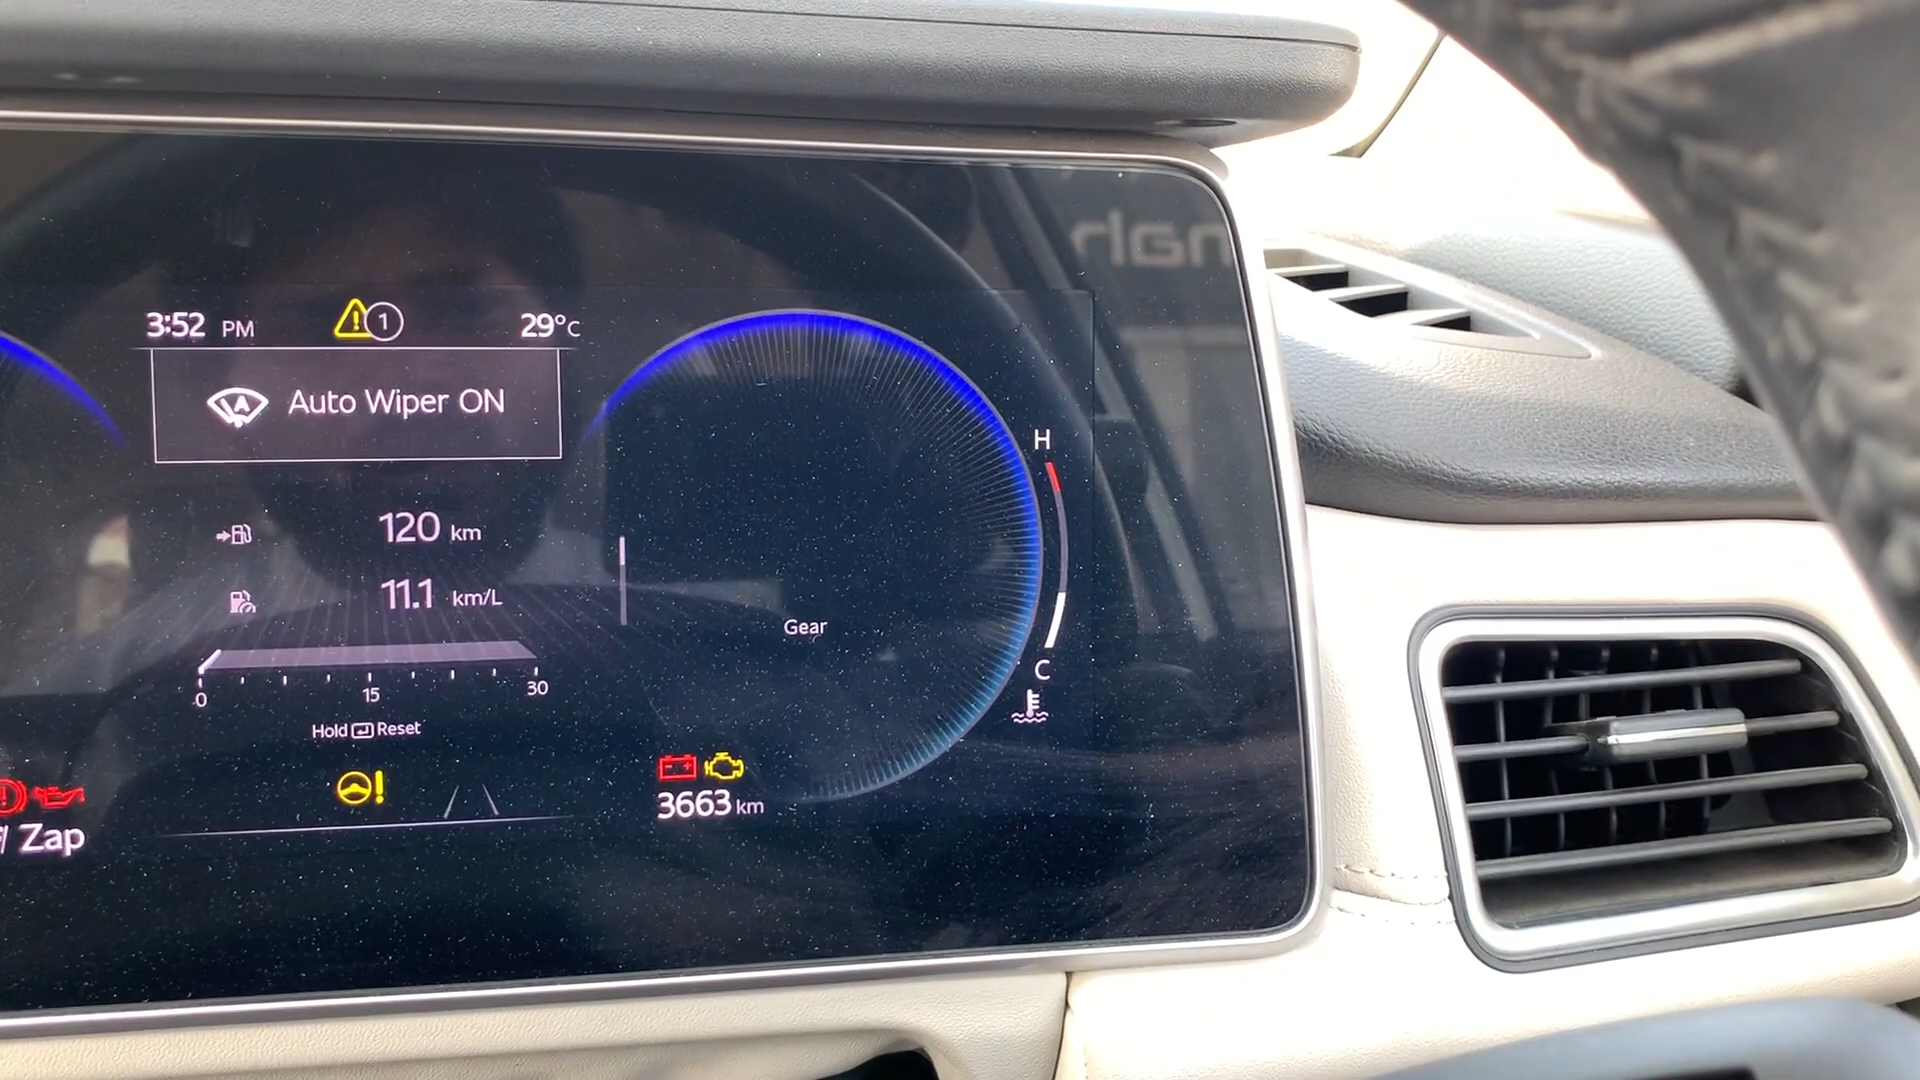 3:52 PM
1
29°C
Auto Wiper ON
120 km
11.1 km/L
0 15 30
Hold Reset
Gear
H
C
Zap
3663 km